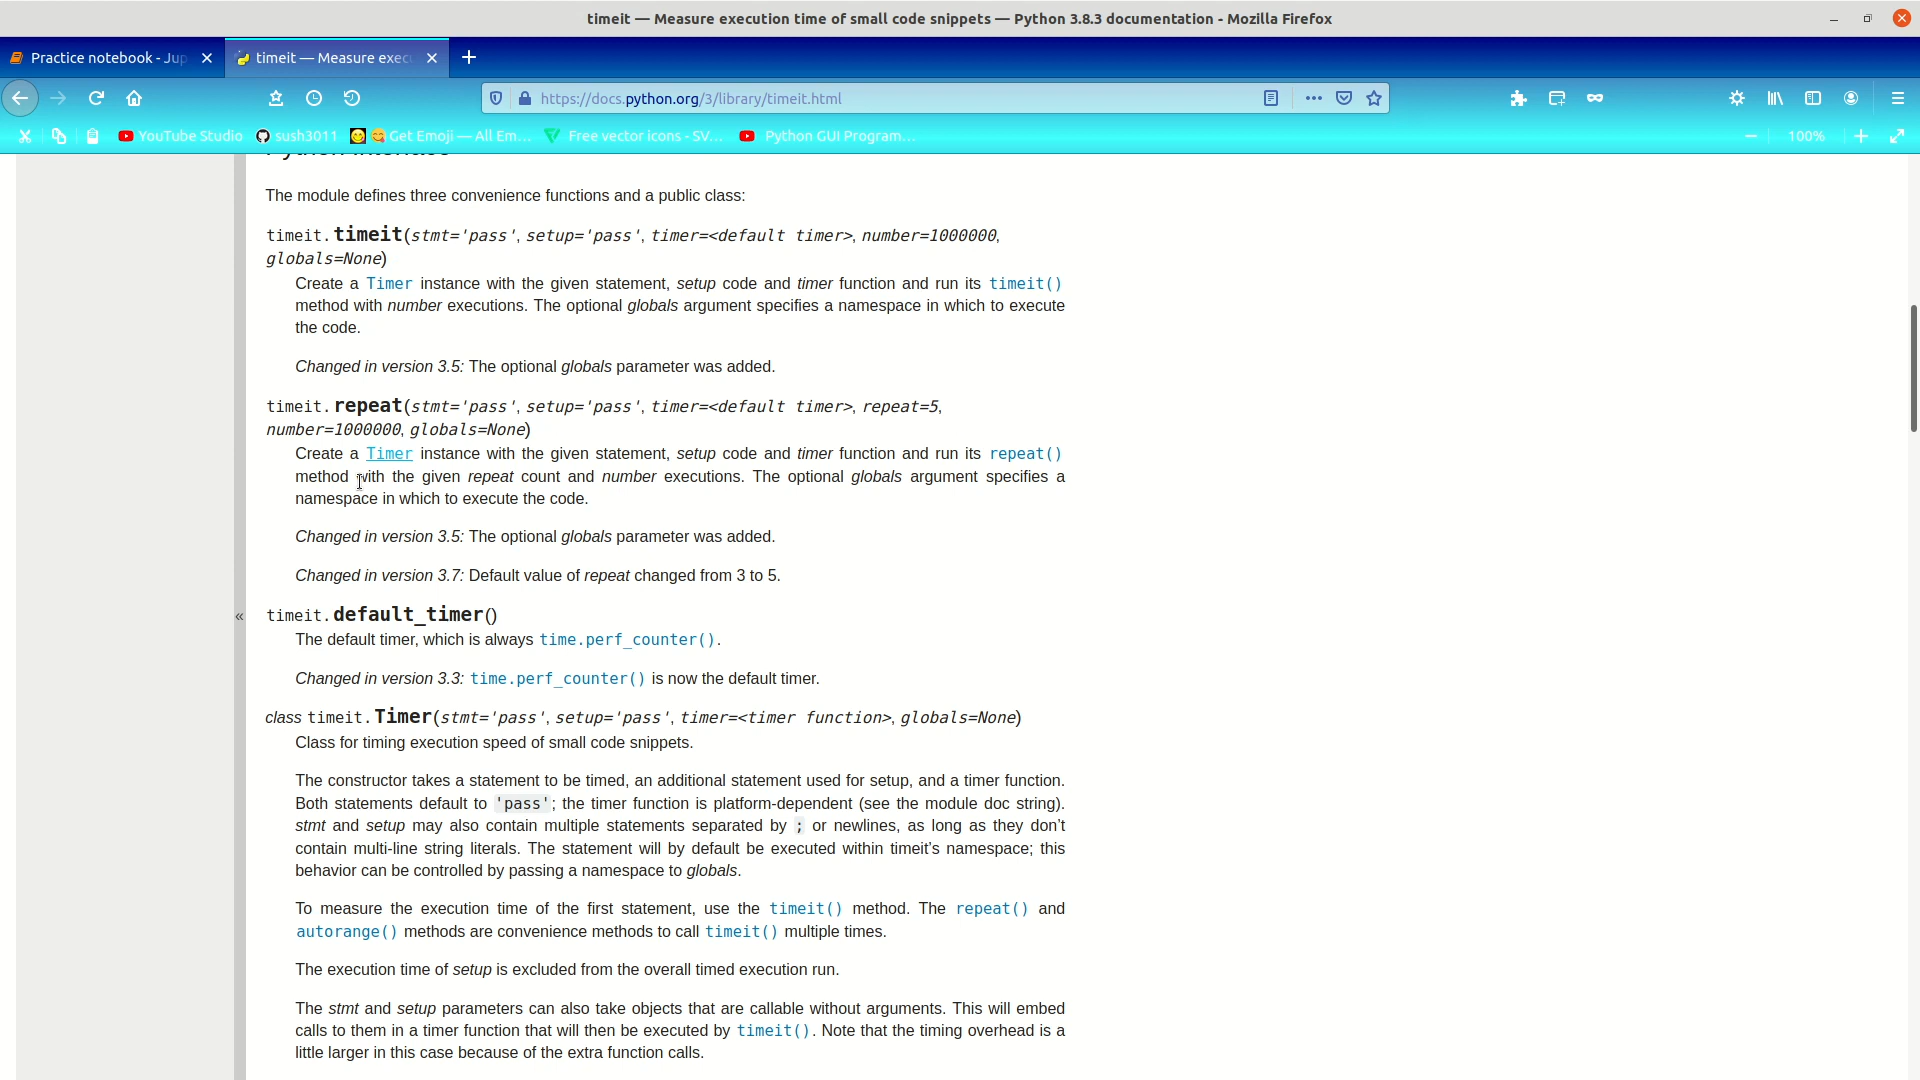 timeit — Measure execution time of small code snippets — Python 3.8.3 documentation - Mozilla Firefox
Practice notebook - Jup
timeit — Measure exec
https://docs.python.org/3/library/timeit.html
YouTube Studio
sush3011
Get Emoji — All Em…
Free vector icons - SV…
Python GUI Program…
100%
The module defines three convenience functions and a public class:
timeit.timeit(stmt='pass', setup='pass', timer=<default timer>, number=1000000,
globals=None)
Create a Timer instance with the given statement, setup code and timer function and run its timeit()
method with number executions. The optional globals argument specifies a namespace in which to execute
the code.
Changed in version 3.5: The optional globals parameter was added.
timeit.repeat(stmt='pass', setup='pass', timer=<default timer>, repeat=5,
number=1000000, globals=None)
Create a Timer instance with the given statement, setup code and timer function and run its repeat()
method with the given repeat count and number executions. The optional globals argument specifies a
namespace in which to execute the code.
Changed in version 3.5: The optional globals parameter was added.
Changed in version 3.7: Default value of repeat changed from 3 to 5.
«
timeit.default_timer()
The default timer, which is always time.perf_counter().
Changed in version 3.3: time.perf_counter() is now the default timer.
class timeit.Timer(stmt='pass', setup='pass', timer=<timer function>, globals=None)
Class for timing execution speed of small code snippets.
The constructor takes a statement to be timed, an additional statement used for setup, and a timer function.
Both statements default to 'pass'; the timer function is platform-dependent (see the module doc string).
stmt and setup may also contain multiple statements separated by ; or newlines, as long as they don’t
contain multi-line string literals. The statement will by default be executed within timeit’s namespace; this
behavior can be controlled by passing a namespace to globals.
To measure the execution time of the first statement, use the timeit() method. The repeat() and
autorange() methods are convenience methods to call timeit() multiple times.
The execution time of setup is excluded from the overall timed execution run.
The stmt and setup parameters can also take objects that are callable without arguments. This will embed
calls to them in a timer function that will then be executed by timeit(). Note that the timing overhead is a
little larger in this case because of the extra function calls.